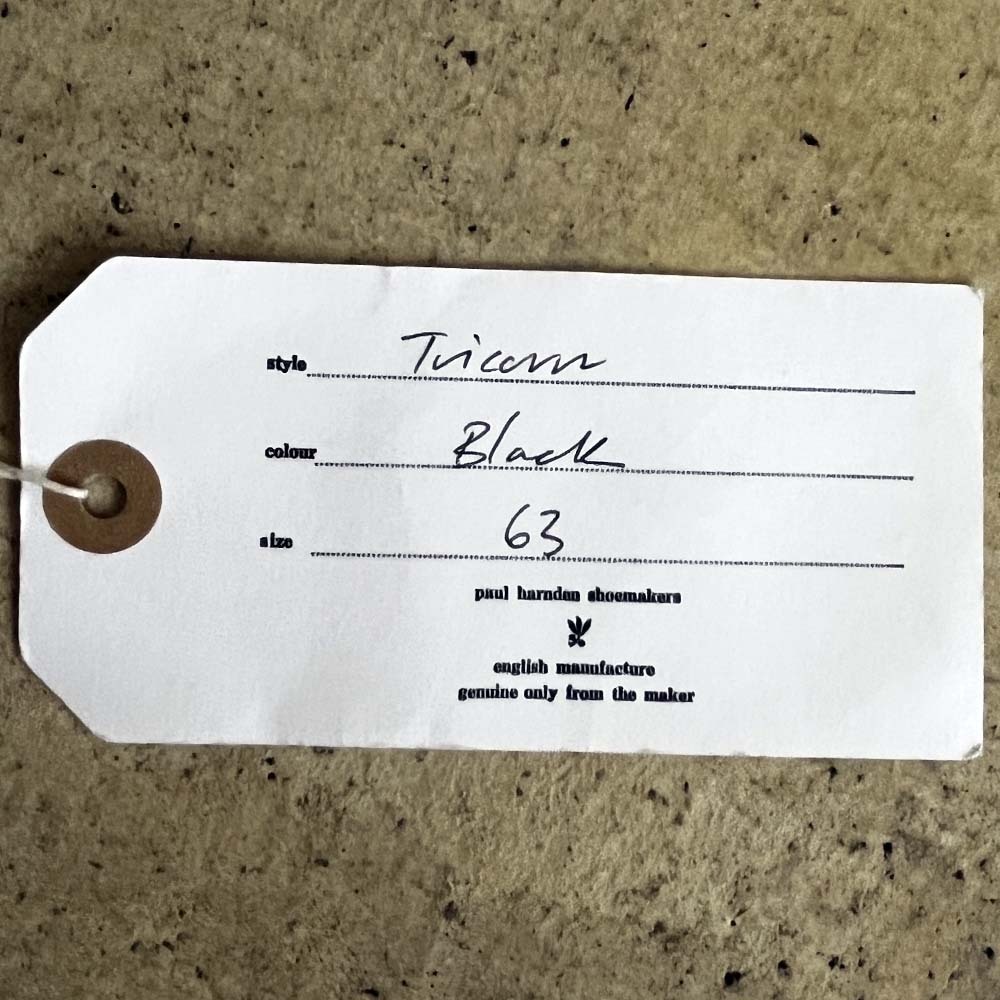 style Tricorn
colour Black
size 63
paul harnden shoemakers
english manufacture
genuine only from the maker